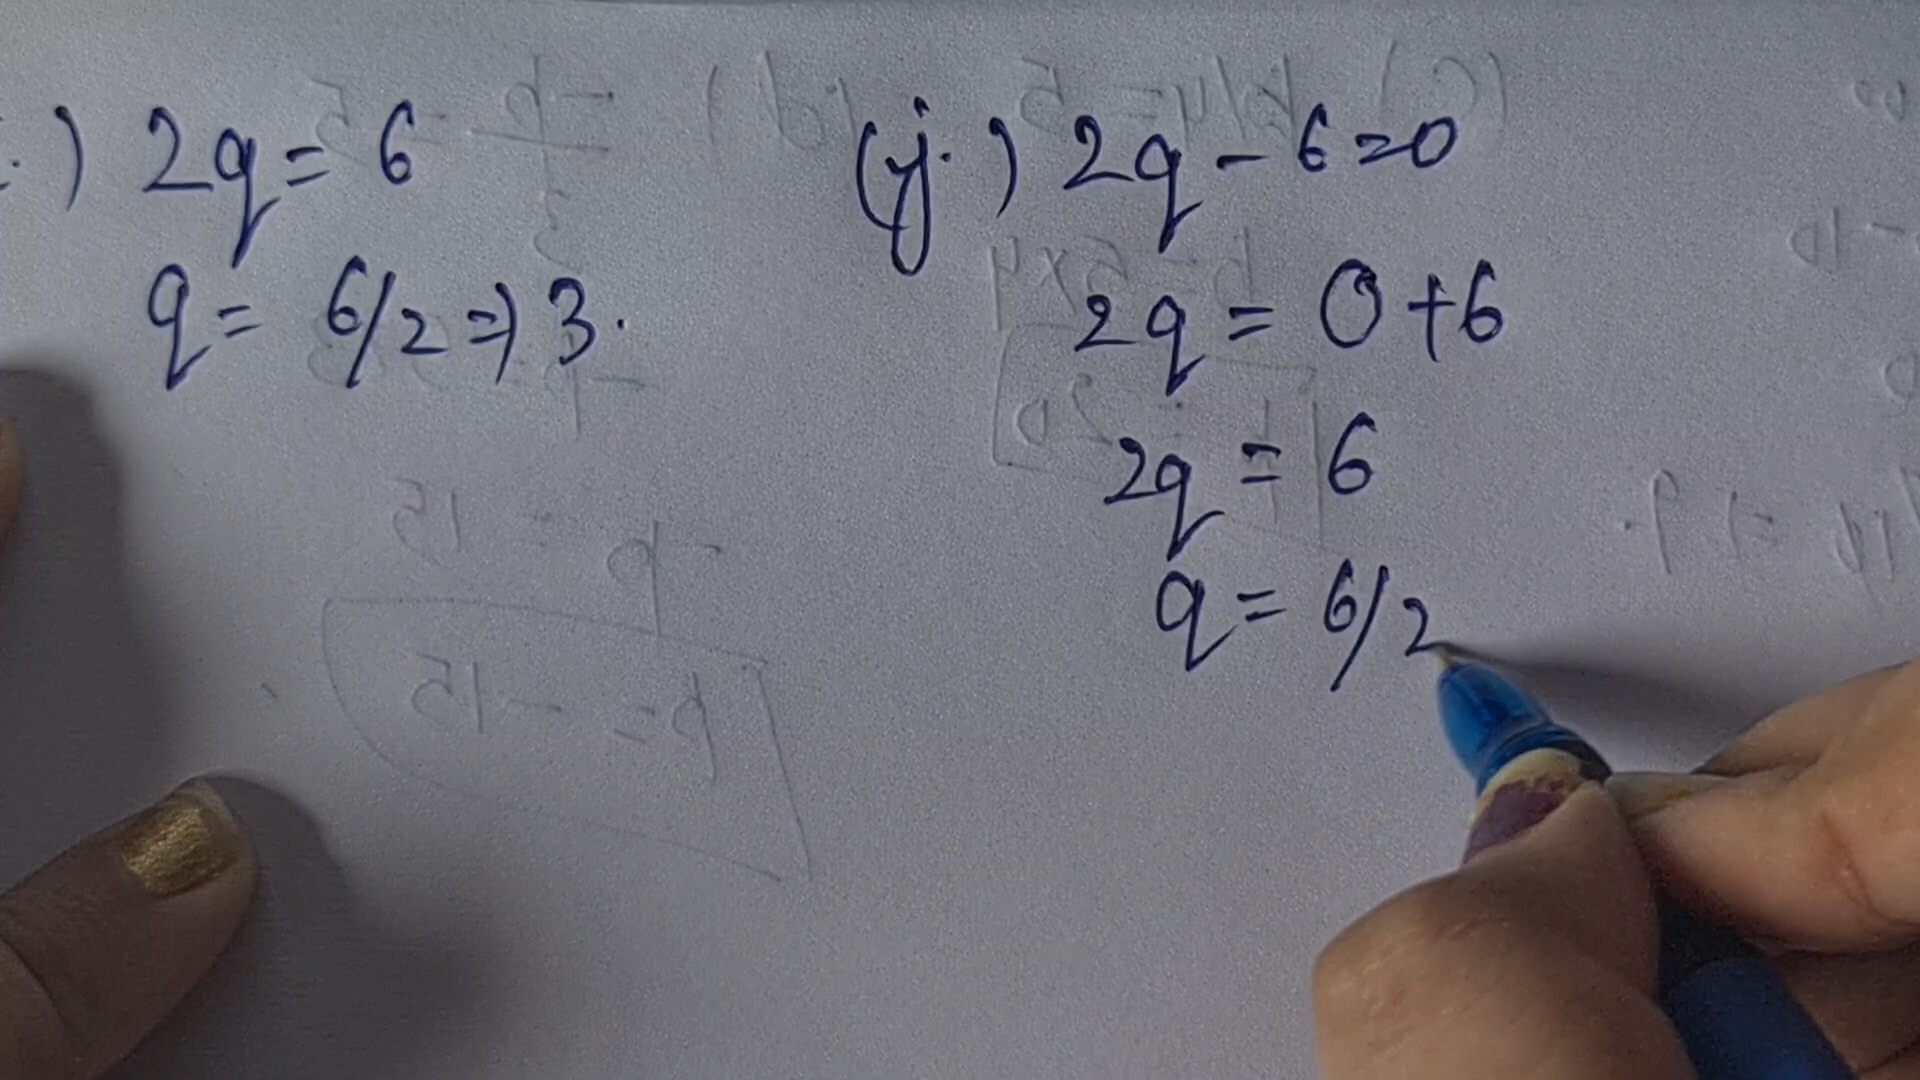 .) 2q = 6
q = 6/2 => 3.
(j.) 2q - 6 = 0
2q = 0 + 6
2q = 6
q = 6/2